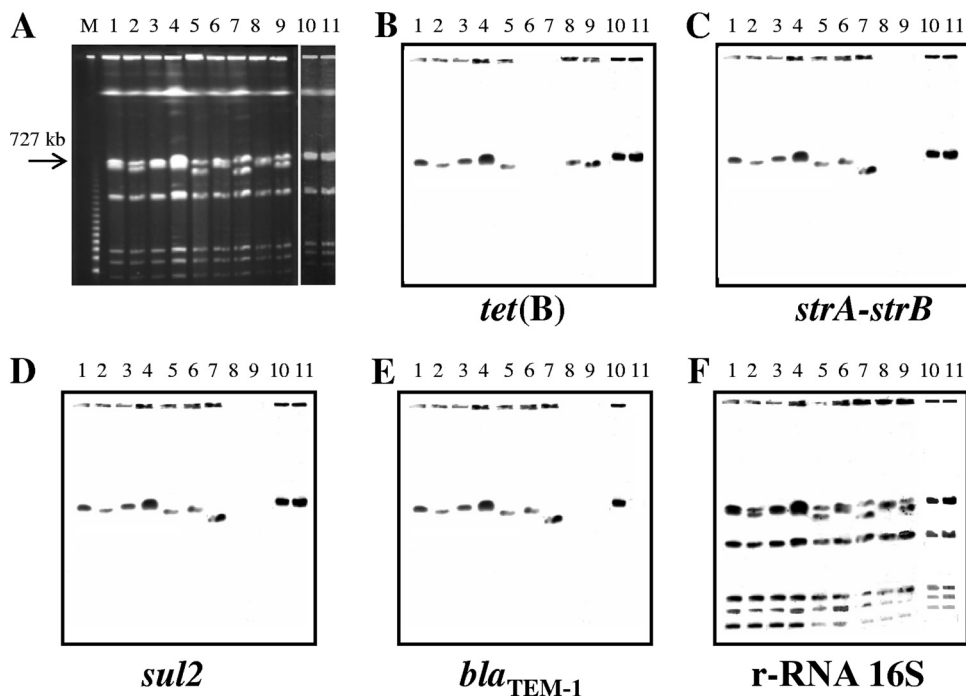 A M 1 2 3 4 5 6 7 8 9 10 11
727 kb
B 1 2 3 4 5 6 7 8 9 10 11
tet(B)
C 1 2 3 4 5 6 7 8 9 10 11
strA-strB
D 1 2 3 4 5 6 7 8 9 10 11
sul2
E 1 2 3 4 5 6 7 8 9 10 11
blaTEM-1
F 1 2 3 4 5 6 7 8 9 10 11
r-RNA 16S